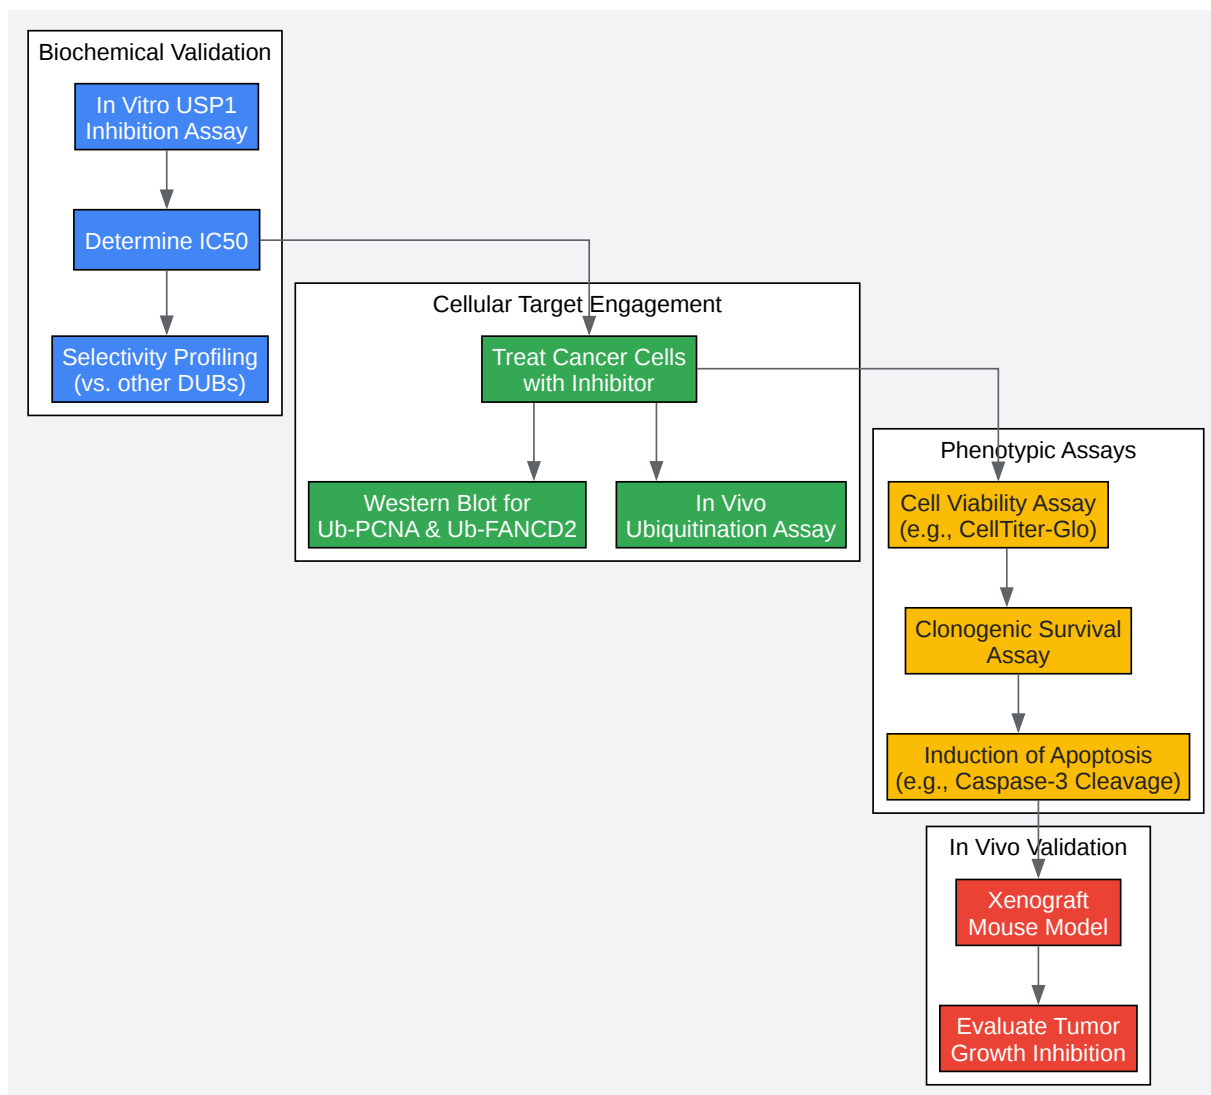 Biochemical Validation
In Vitro USP1
Inhibition Assay
Determine IC50
Selectivity Profiling
(vs. other DUBs)
Cellular Target Engagement
Treat Cancer Cells
with Inhibitor
Western Blot for
Ub-PCNA & Ub-FANCD2
In Vivo
Ubiquitination Assay
Phenotypic Assays
Cell Viability Assay
(e.g., CellTiter-Glo)
Clonogenic Survival
Assay
Induction of Apoptosis
(e.g., Caspase-3 Cleavage)
In Vivo Validation
Xenograft
Mouse Model
Evaluate Tumor
Growth Inhibition